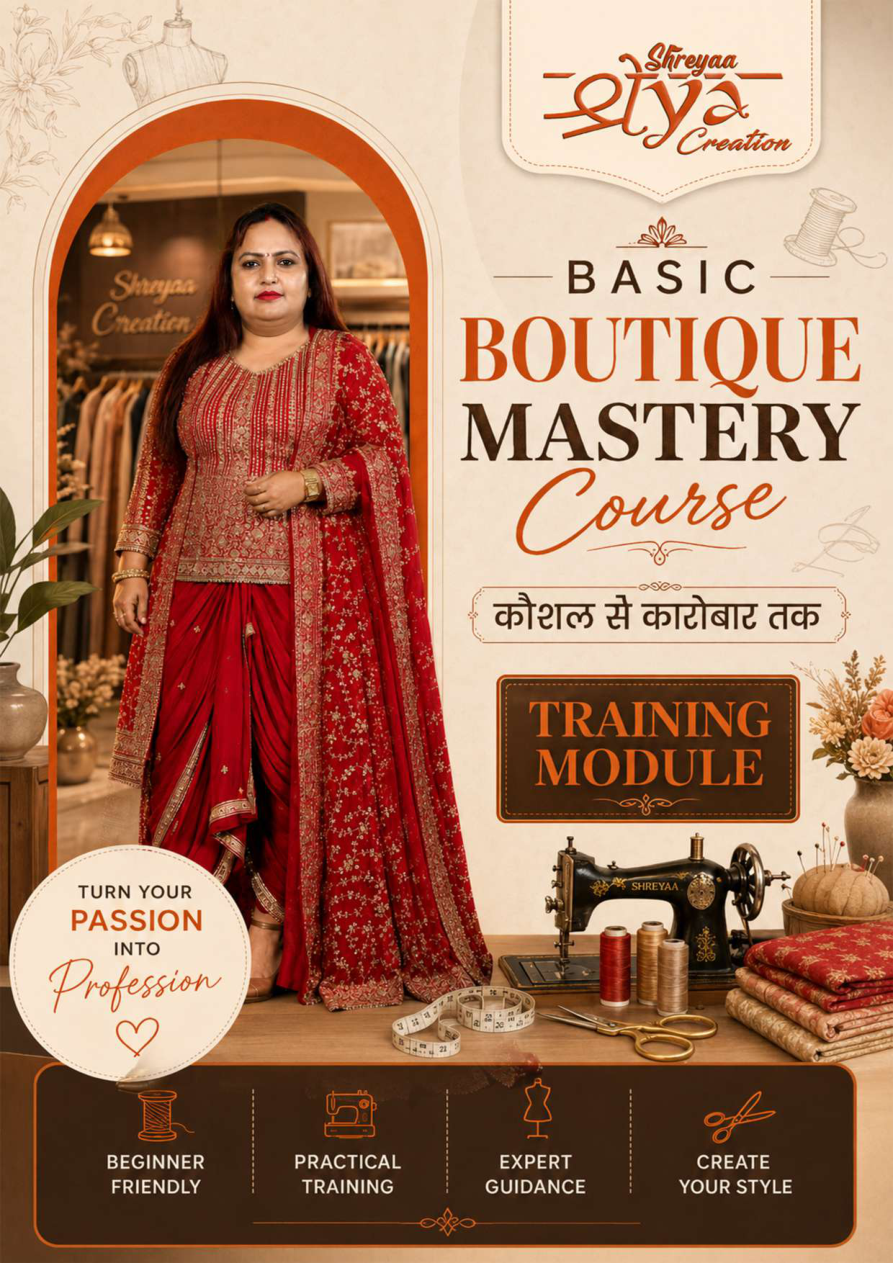 Shreyaa
श्रेया
Creation
Shreyaa
Creation
BASIC
BOUTIQUE
MASTERY
Course
कौशल से कारोबार तक
TRAINING
MODULE
SHREYAA
TURN YOUR
PASSION
INTO
Profession
BEGINNER
FRIENDLY
PRACTICAL
TRAINING
EXPERT
GUIDANCE
CREATE
YOUR STYLE